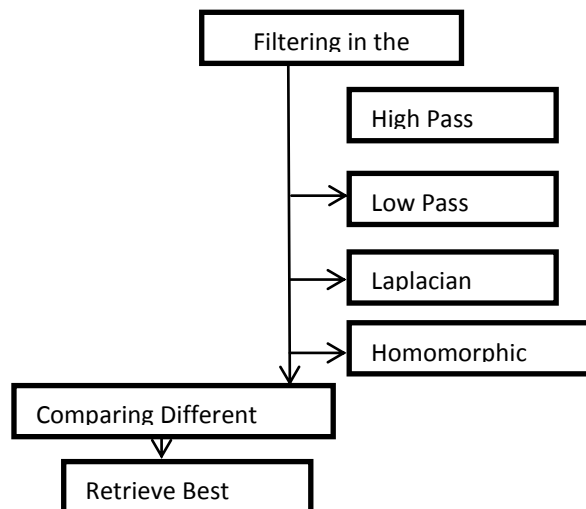 Filtering in the
High Pass
Low Pass
Laplacian
Homomorphic
Comparing Different
Retrieve Best